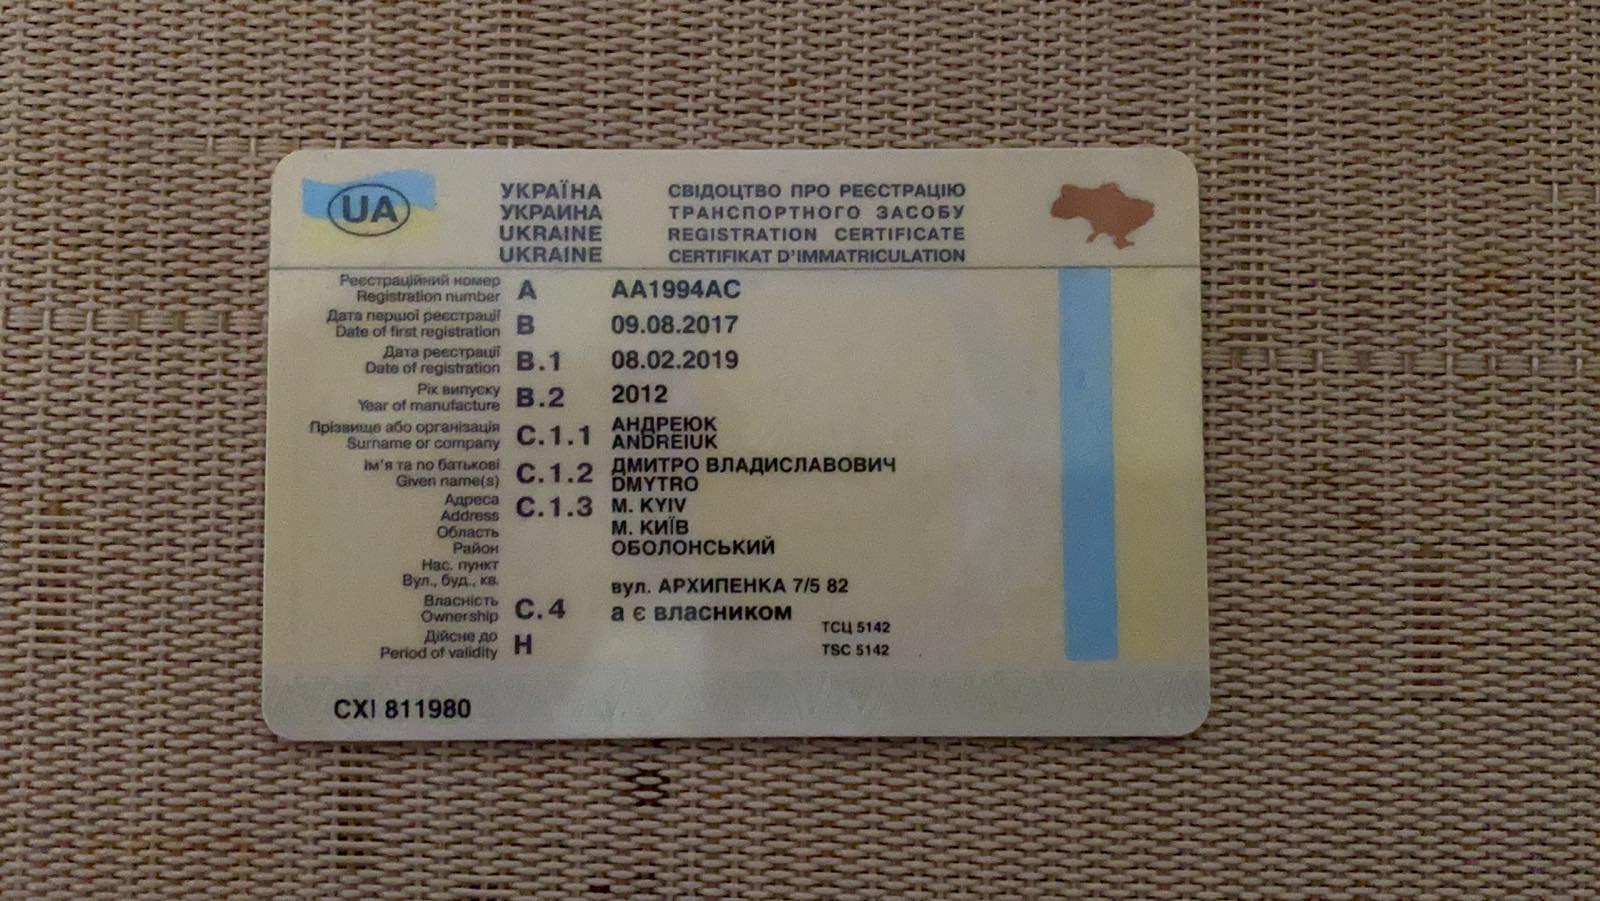 UA
УКРАЇНА
УКРАИНА
UKRAINE
UKRAINE
СВІДОЦТВО ПРО РЕЄСТРАЦІЮ
ТРАНСПОРТНОГО ЗАСОБУ
REGISTRATION CERTIFICATE
CERTIFIKAT D'IMMATRICULATION
Реєстраційний номер
Registration number
A
AA1994AC
Дата першої реєстрації
Date of first registration
B
09.08.2017
Дата реєстрації
Date of registration
B.1
08.02.2019
Рік випуску
Year of manufacture
B.2
2012
Прізвище або організація
Surname or company
C.1.1
АНДРЕЮК
ANDREIUK
Ім'я та по батькові
Given name(s)
C.1.2
ДМИТРО ВЛАДИСЛАВОВИЧ
DMYTRO
Адреса
Address
C.1.3
M. KYIV
Область
М. КИЇВ
Район
ОБОЛОНСЬКИЙ
Нас. пункт
Вул., буд., кв.
вул. АРХИПЕНКА 7/5 82
Власність
Ownership
C.4
а є власником
Дійсне до
Period of validity
H
ТСЦ 5142
TSC 5142
CXI 811980